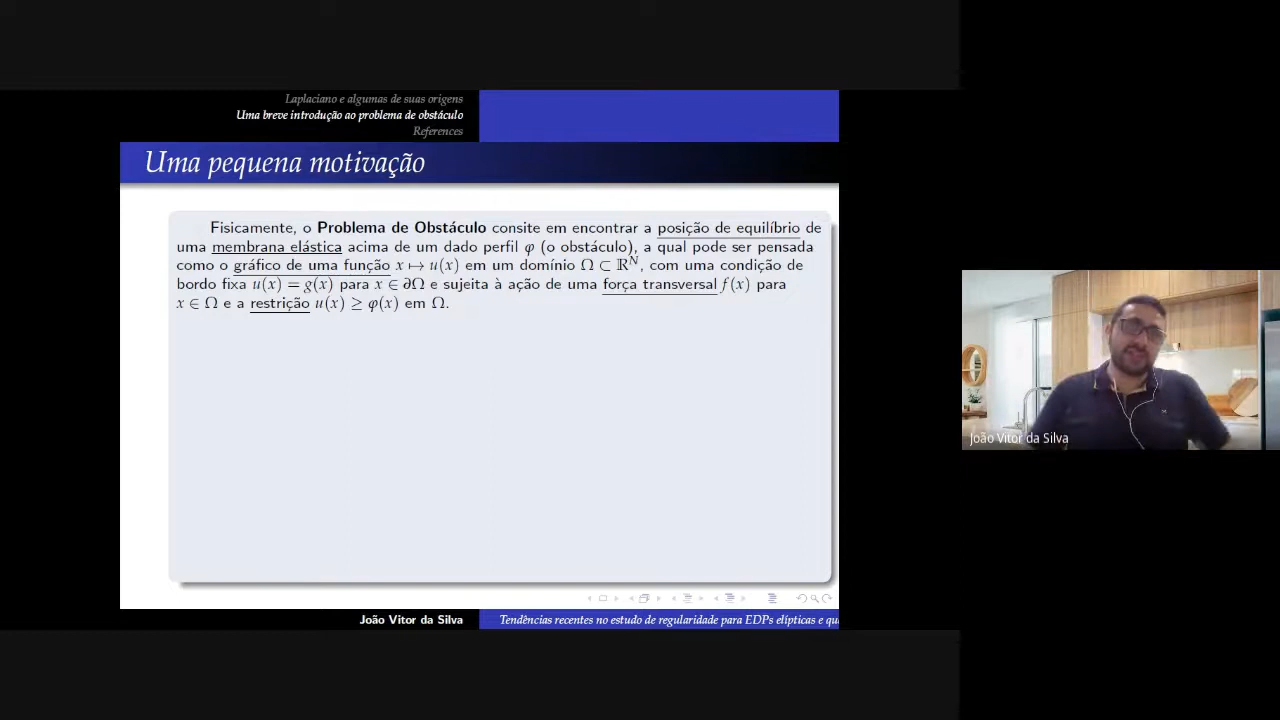 Laplaciano e algumas de suas origens
Uma breve introdução ao problema de obstáculo
References
Uma pequena motivação
Fisicamente, o Problema de Obstáculo consite em encontrar a posição de equilíbrio de
uma membrana elástica acima de um dado perfil φ (o obstáculo), a qual pode ser pensada
como o gráfico de uma função x ↦ u(x) em um domínio Ω ⊂ ℝᴺ, com uma condição de
bordo fixa u(x) = g(x) para x ∈ ∂Ω e sujeita à ação de uma força transversal f(x) para
x ∈ Ω e a restrição u(x) ≥ φ(x) em Ω.
João Vitor da Silva
João Vitor da Silva
Tendências recentes no estudo de regularidade para EDPs elípticas e qu